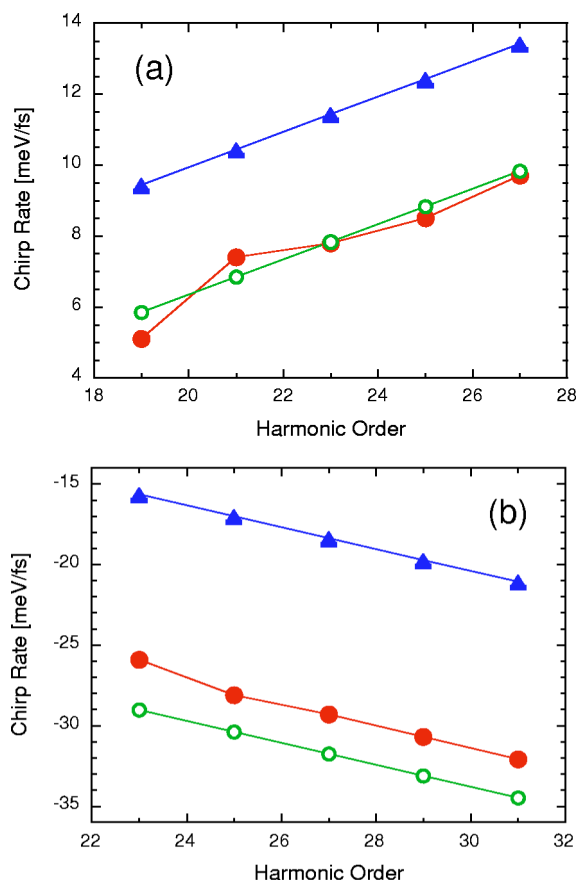 14
12
10
8
6
4
Chirp Rate [meV/fs]
(a)
18 20 22 24 26 28
Harmonic Order
-15
-20
-25
-30
-35
Chirp Rate [meV/fs]
(b)
22 24 26 28 30 32
Harmonic Order